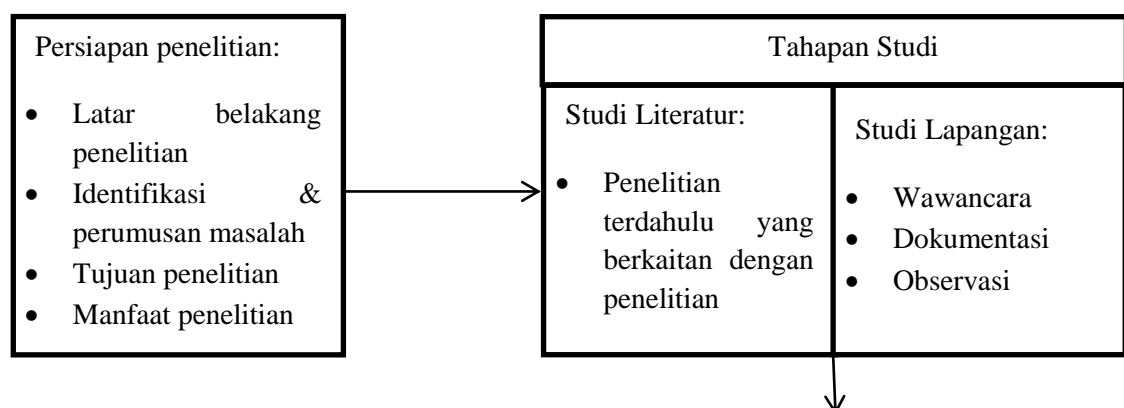 Persiapan penelitian:
• Latar belakang
penelitian
• Identifikasi &
perumusan masalah
• Tujuan penelitian
• Manfaat penelitian
Tahapan Studi
Studi Literatur:
• Penelitian
terdahulu yang
berkaitan dengan
penelitian
Studi Lapangan:
• Wawancara
• Dokumentasi
• Observasi